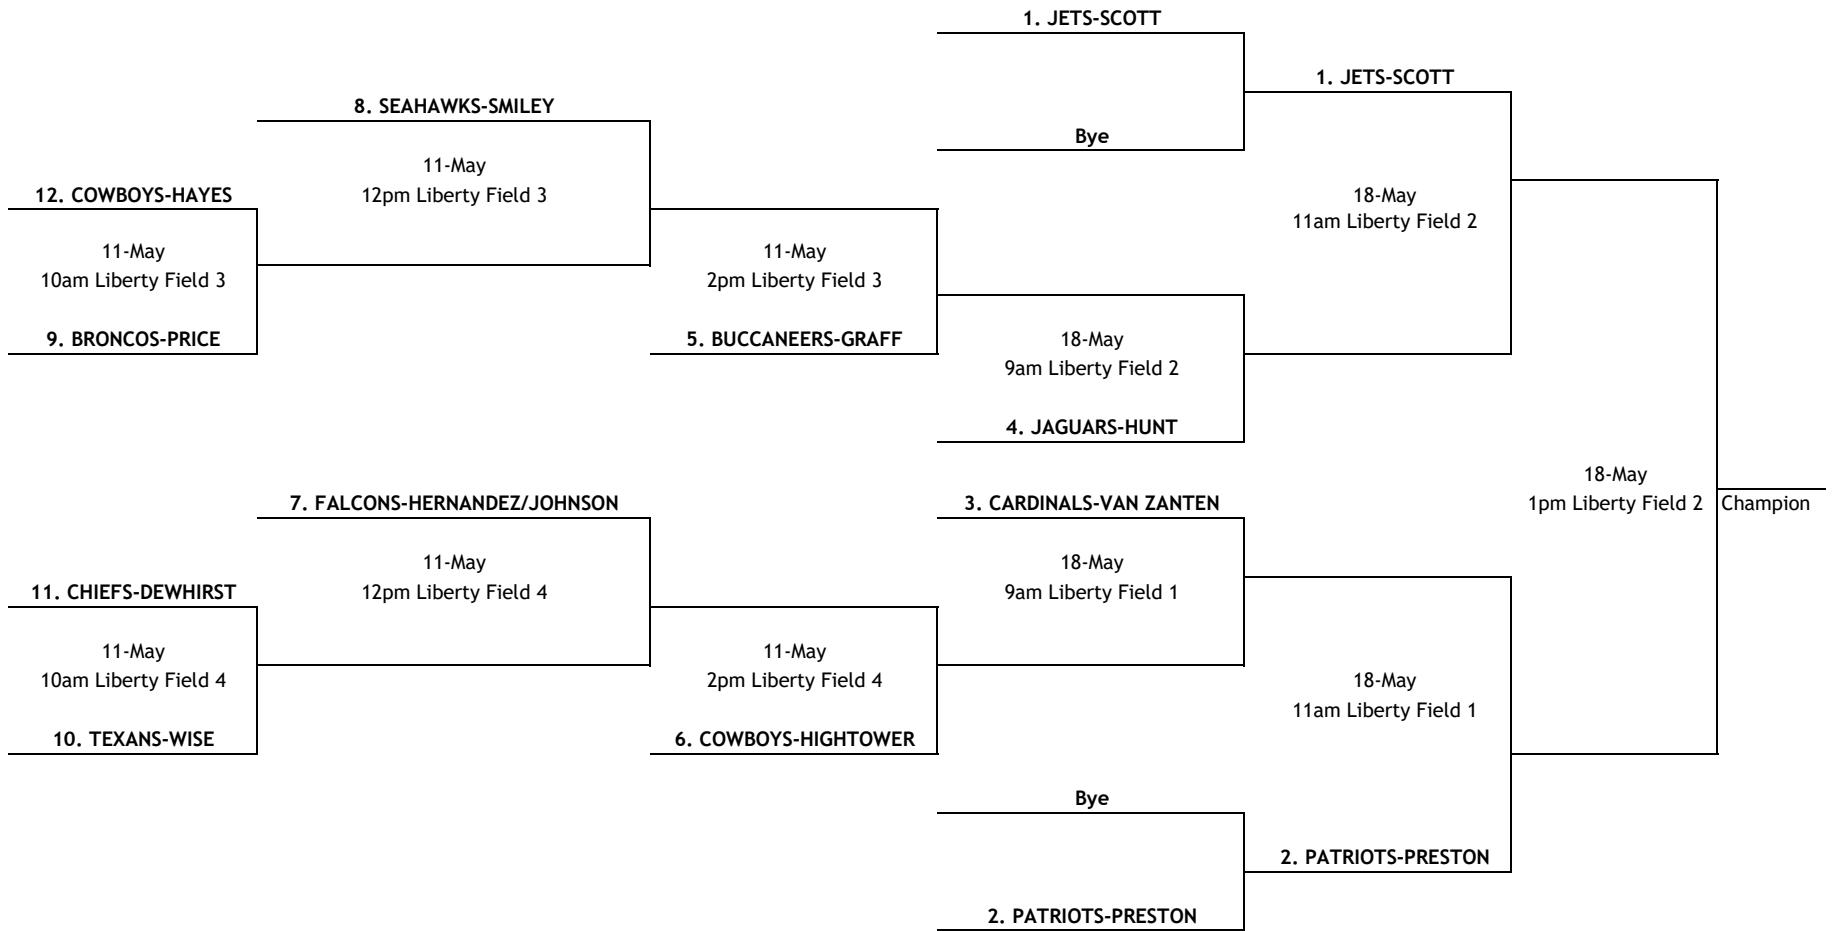 1. JETS-SCOTT
1. JETS-SCOTT
8. SEAHAWKS-SMILEY
Bye
11-May
12pm Liberty Field 3
12. COWBOYS-HAYES
18-May
11am Liberty Field 2
11-May
10am Liberty Field 3
11-May
2pm Liberty Field 3
9. BRONCOS-PRICE
5. BUCCANEERS-GRAFF
18-May
9am Liberty Field 2
4. JAGUARS-HUNT
18-May
1pm Liberty Field 2
Champion
7. FALCONS-HERNANDEZ/JOHNSON
3. CARDINALS-VAN ZANTEN
11-May
12pm Liberty Field 4
18-May
9am Liberty Field 1
11. CHIEFS-DEWHIRST
11-May
10am Liberty Field 4
11-May
2pm Liberty Field 4
18-May
11am Liberty Field 1
10. TEXANS-WISE
6. COWBOYS-HIGHTOWER
Bye
2. PATRIOTS-PRESTON
2. PATRIOTS-PRESTON